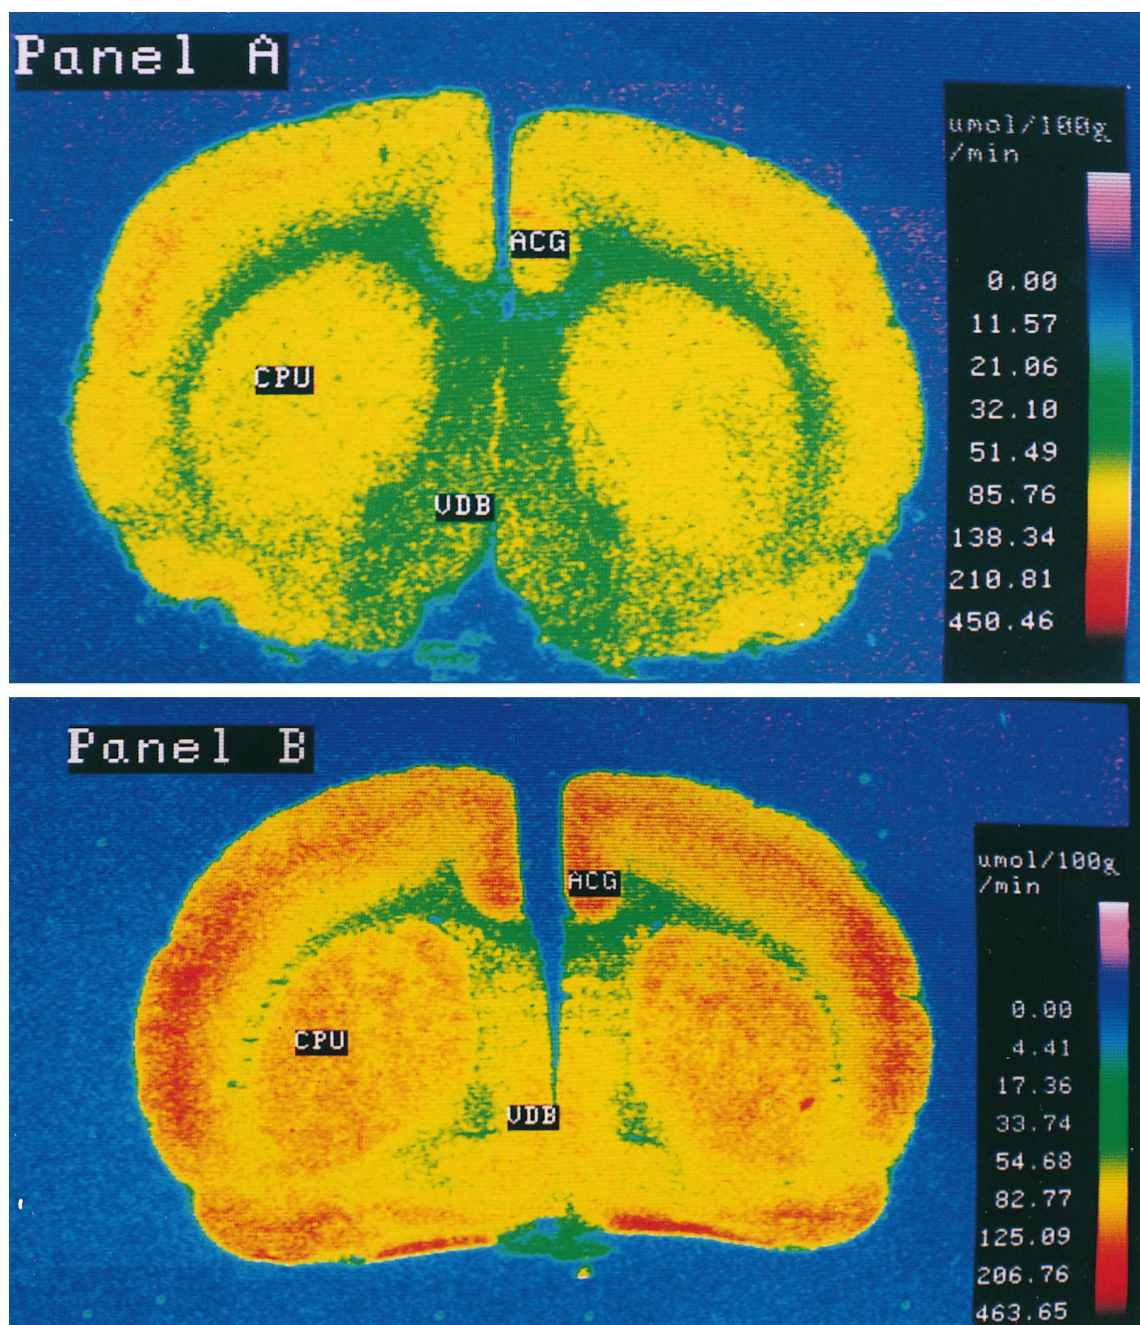 Panel A
umol/100g
/min
ACG
0.00
11.57
21.06
CPU
32.10
51.49
VDB
85.76
138.34
210.81
450.46
Panel B
umol/100g
/min
ACG
0.00
4.41
CPU
17.36
33.74
VDB
54.68
82.77
125.09
206.76
463.65